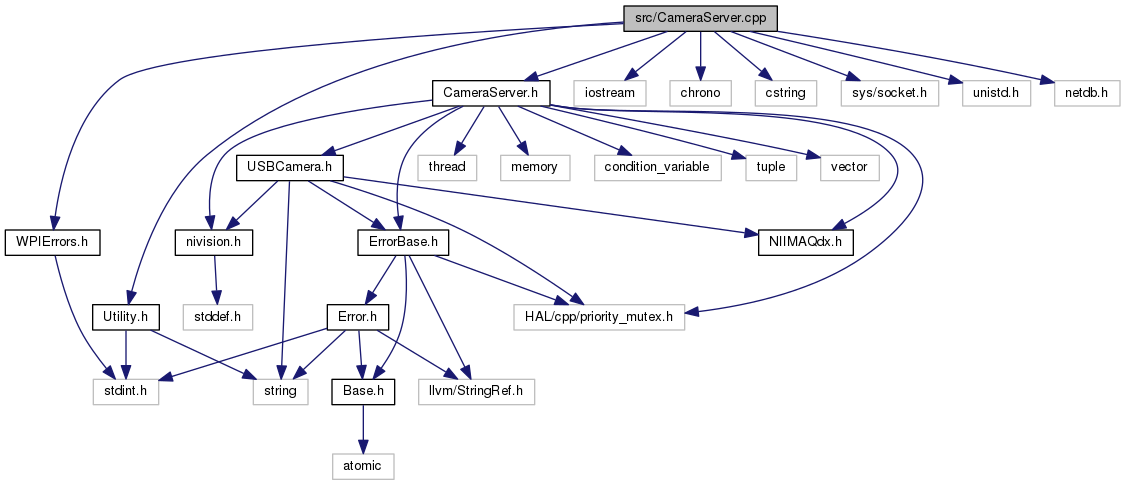 src/CameraServer.cpp
CameraServer.h
iostream
chrono
cstring
sys/socket.h
unistd.h
netdb.h
USBCamera.h
thread
memory
condition_variable
tuple
vector
WPIErrors.h
nivision.h
ErrorBase.h
NIIMAQdx.h
Utility.h
stddef.h
Error.h
HAL/cpp/priority_mutex.h
stdint.h
string
Base.h
llvm/StringRef.h
atomic